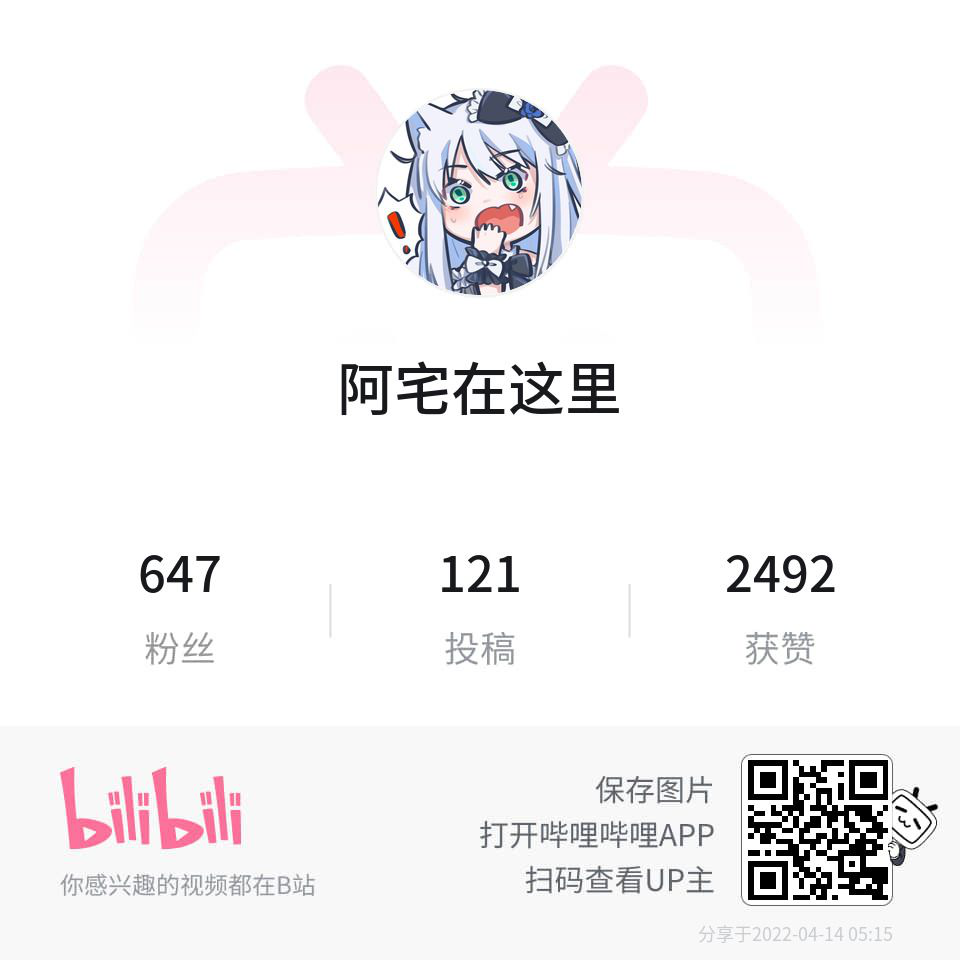 阿宅在这里
647
121
2492
粉丝
投稿
获赞
bilibili
你感兴趣的视频都在B站
保存图片
打开哔哩哔哩APP
扫码查看UP主
分享于2022-04-14 05:15